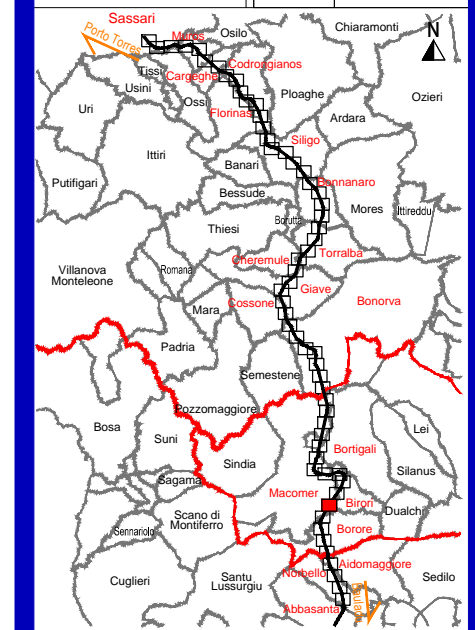 Sassari
Porto Torres
Muros
Osilo
Chiaramonti
N
Tissi
Cargeghe
Codrongianos
Usini
Ossi
Ploaghe
Ozieri
Uri
Florinas
Ardara
Ittiri
Siligo
Banari
Putifigari
Bessude
Bonnanaro
Mores
Ittireddu
Borutta
Thiesi
Cheremule
Torralba
Villanova
Monteleone
Romana
Giave
Cossone
Bonorva
Mara
Padria
Semestene
Pozzomaggiore
Bosa
Suni
Lei
Bortigali
Sindia
Silanus
Sagama
Macomer
Birori
Dualchi
Scano di
Montiferro
Sennariolo
Borore
Aidomaggiore
Norbello
Sedilo
Cuglieri
Santu
Lussurgiu
Abbasanta